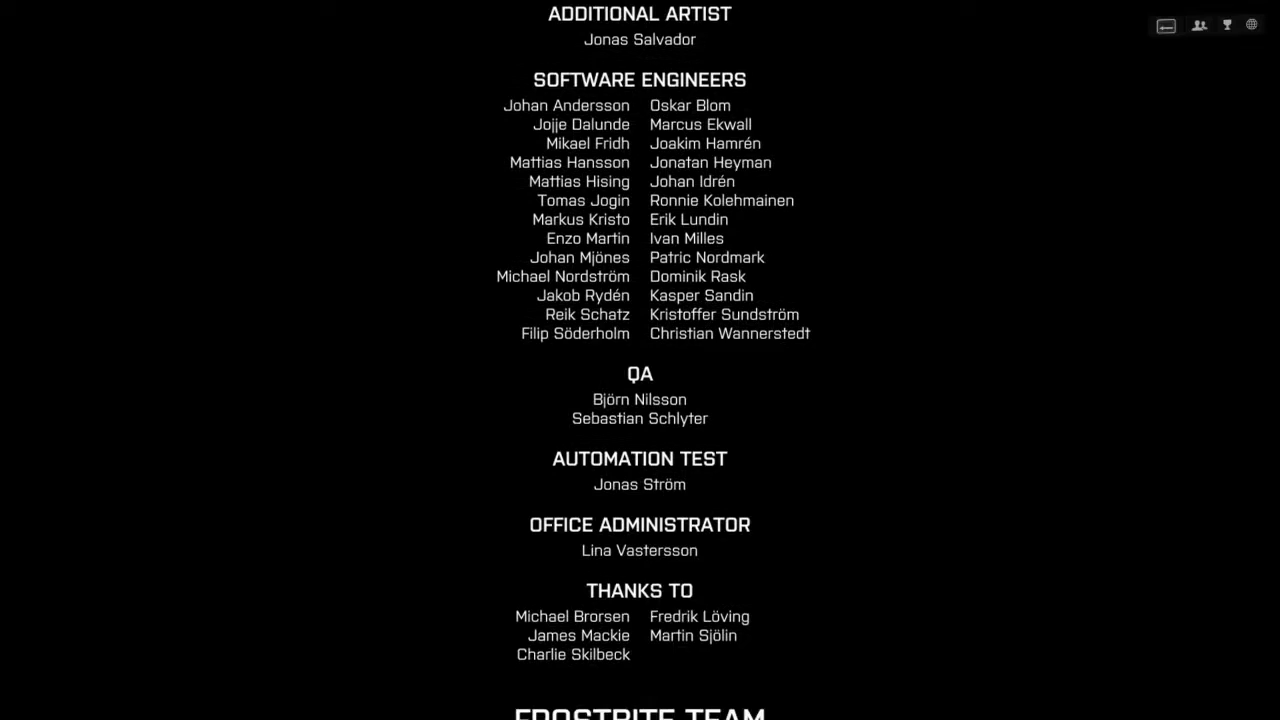 ADDITIONAL ARTIST
Jonas Salvador
SOFTWARE ENGINEERS
Johan Andersson Oskar Blom
Jojje Dalunde Marcus Ekwall
Mikael Fridh Joakim Hamrén
Mattias Hansson Jonatan Heyman
Mattias Hising Johan Idrén
Tomas Jogin Ronnie Kolehmainen
Markus Kristo Erik Lundin
Enzo Martin Ivan Milles
Johan Mjönes Patric Nordmark
Michael Nordström Dominik Rask
Jakob Rydén Kasper Sandin
Reik Schatz Kristoffer Sundström
Filip Söderholm Christian Wannerstedt
QA
Björn Nilsson
Sebastian Schlyter
AUTOMATION TEST
Jonas Ström
OFFICE ADMINISTRATOR
Lina Vastersson
THANKS TO
Michael Brorsen Fredrik Löving
James Mackie Martin Sjölin
Charlie Skilbeck
FROSTBITE TEAM